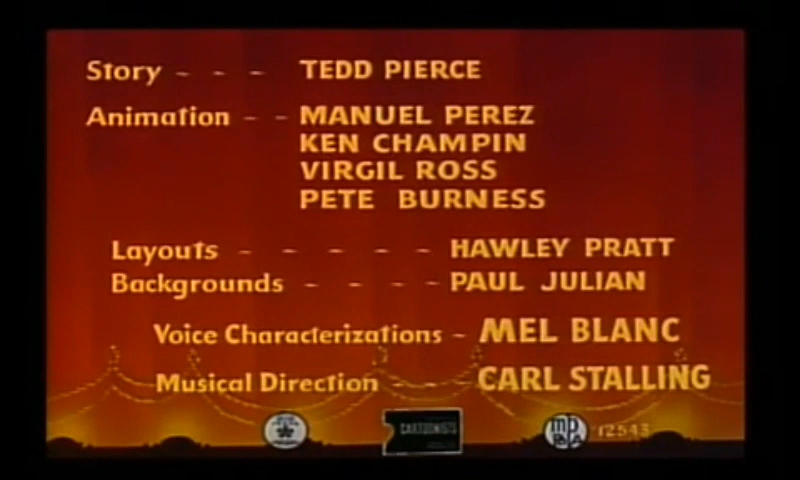 Story - - - TEDD PIERCE
Animation - - MANUEL PEREZ
KEN CHAMPIN
VIRGIL ROSS
PETE BURNESS
Layouts - - - - - - HAWLEY PRATT
Backgrounds - - - - PAUL JULIAN
Voice Characterizations - MEL BLANC
Musical Direction - - - CARL STALLING
CARTOONISTS
12543